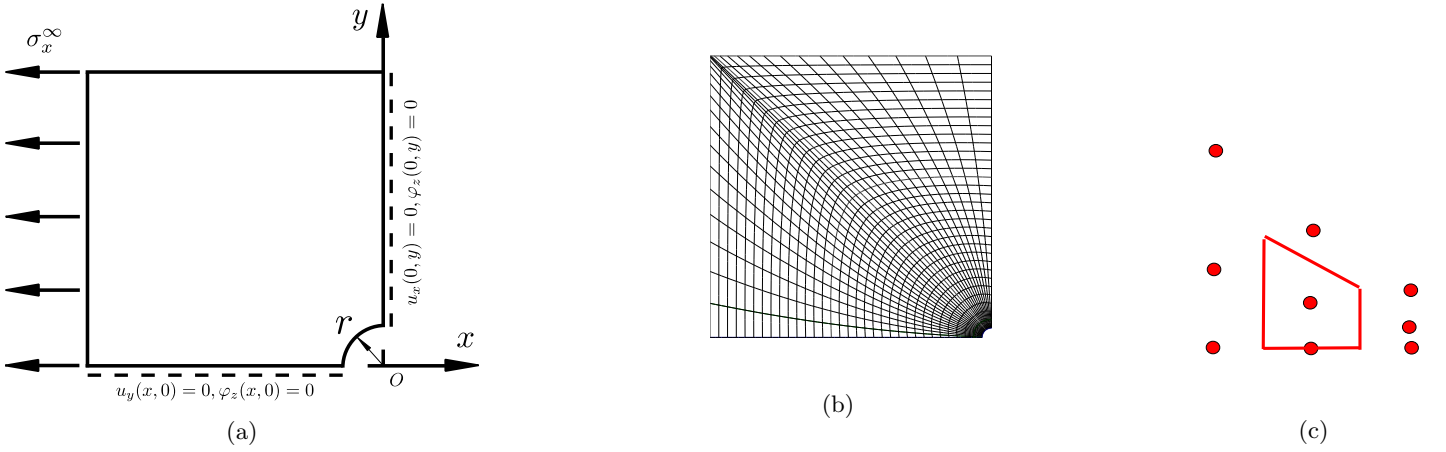 y
σ_x^∞
u_x(0, y) = 0, φ_z(0, y) = 0
r
x
O
u_y(x, 0) = 0, φ_z(x, 0) = 0
(a)
(b)
(c)